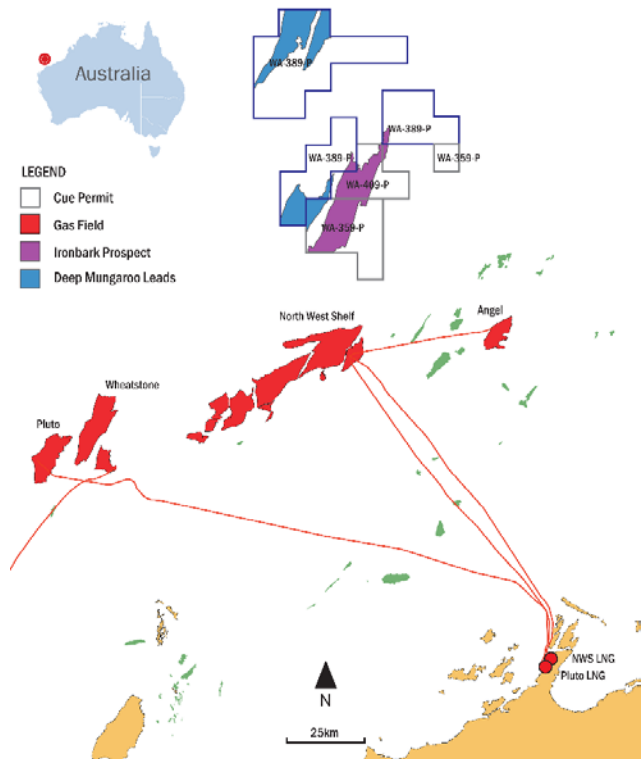 Australia
WA-389-P
WA-389-P
WA-389-P
WA-359-P
WA-409-P
WA-359-P
LEGEND
Cue Permit
Gas Field
Ironbark Prospect
Deep Mungaroo Leads
North West Shelf
Angel
Wheatstone
Pluto
NWS LNG
Pluto LNG
N
25km